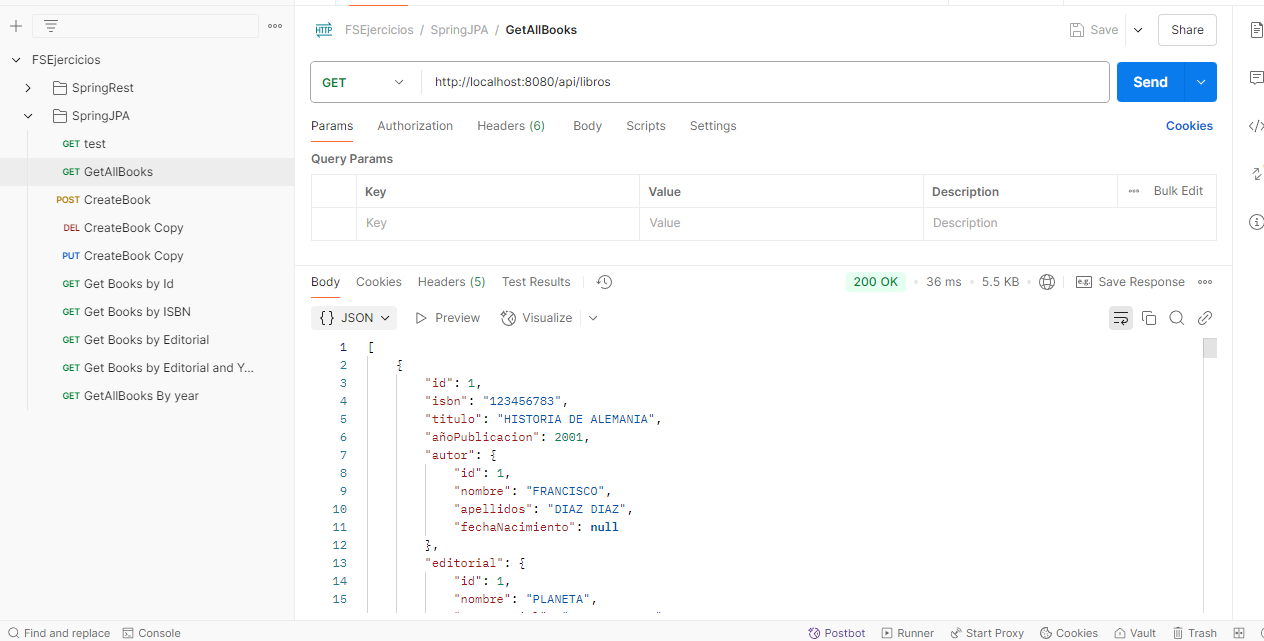 FSEjercicios
SpringRest
SpringJPA
GET test
GET GetAllBooks
POST CreateBook
DEL CreateBook Copy
PUT CreateBook Copy
GET Get Books by Id
GET Get Books by ISBN
GET Get Books by Editorial
GET Get Books by Editorial and Y...
GET GetAllBooks By year
HTTP FSEjercicios / SpringJPA / GetAllBooks
Save
Share
GET http://localhost:8080/api/libros
Send
Params Authorization Headers (6) Body Scripts Settings
Cookies
Query Params
Key Value Description Bulk Edit
Key Value Description
Body Cookies Headers (5) Test Results
200 OK • 36 ms • 5.5 KB • e.g. Save Response
{} JSON Preview Visualize
1 [
2 {
3 "id": 1,
4 "isbn": "123456783",
5 "titulo": "HISTORIA DE ALEMANIA",
6 "añoPublicacion": 2001,
7 "autor": {
8 "id": 1,
9 "nombre": "FRANCISCO",
10 "apellidos": "DIAZ DIAZ",
11 "fechaNacimiento": null
12 },
13 "editorial": {
14 "id": 1,
15 "nombre": "PLANETA",
Find and replace Console
Postbot Runner Start Proxy Cookies Vault Trash